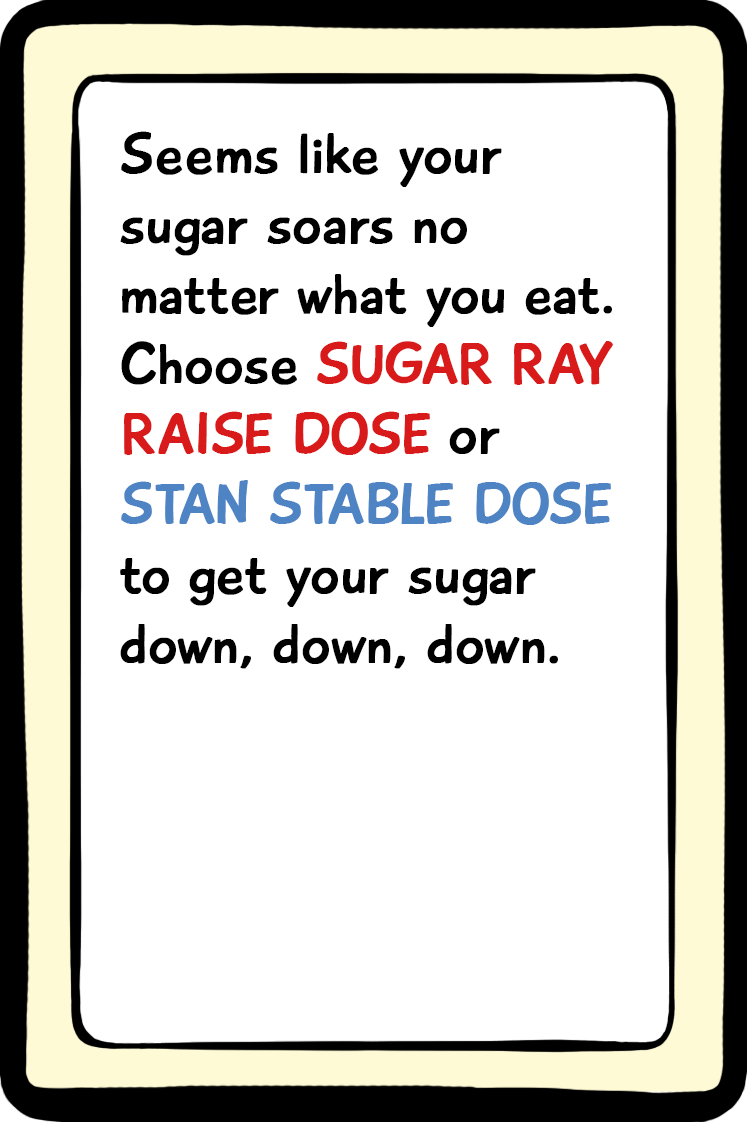 Seems like your
sugar soars no
matter what you eat.
Choose SUGAR RAY
RAISE DOSE or
STAN STABLE DOSE
to get your sugar
down, down, down.